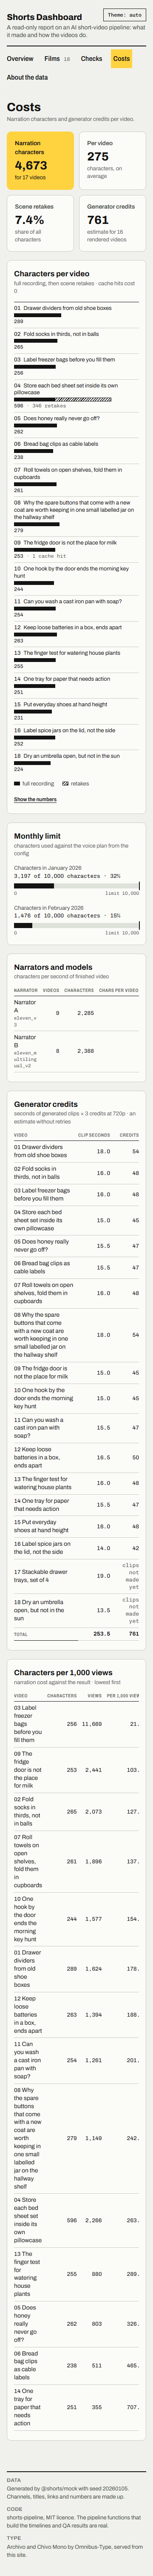 Shorts Dashboard
Theme: auto
A read-only report on an AI short-video pipeline: what
it made and how the videos do.
Overview Films 18 Checks Costs
About the data
Costs
Narration characters and generator credits per video.
Narration
characters
4,673
for 17 videos
Per video
275
characters, on
average
Scene retakes
7.4%
share of all
characters
Generator credits
761
estimate for 16
rendered videos
Characters per video
full recording, then scene retakes · cache hits cost
0
01 Drawer dividers from old shoe boxes
289
02 Fold socks in thirds, not in balls
265
03 Label freezer bags before you fill them
256
04 Store each bed sheet set inside its own
pillowcase
596 · 346 retakes
05 Does honey really never go off?
262
06 Bread bag clips as cable labels
238
07 Roll towels on open shelves, fold them in
cupboards
261
08 Why the spare buttons that come with a new
coat are worth keeping in one small labelled jar on
the hallway shelf
279
09 The fridge door is not the place for milk
253 · 1 cache hit
10 One hook by the door ends the morning key
hunt
244
11 Can you wash a cast iron pan with soap?
254
12 Keep loose batteries in a box, ends apart
263
13 The finger test for watering house plants
255
14 One tray for paper that needs action
251
15 Put everyday shoes at hand height
231
16 Label spice jars on the lid, not the side
252
18 Dry an umbrella open, but not in the sun
224
full recording retakes
Show the numbers
Monthly limit
characters used against the voice plan from the
config
Characters in January 2026
3,197 of 10,000 characters · 32%
0 limit 10,000
Characters in February 2026
1,476 of 10,000 characters · 15%
0 limit 10,000
Narrators and models
characters per second of finished video
NARRATOR VIDEOS CHARACTERS CHARS PER VIDEO
Narrator
A
eleven_v
3
9 2,285
Narrator
B
eleven_m
ultiling
ual_v2
8 2,388
Generator credits
seconds of generated clips × 3 credits at 720p · an
estimate without retries
VIDEO CLIP SECONDS CREDITS
01 Drawer dividers
from old shoe boxes
18.0 54
02 Fold socks in
thirds, not in balls
16.0 48
03 Label freezer bags
before you fill them
16.0 48
04 Store each bed
sheet set inside its
own pillowcase
15.0 45
05 Does honey really
never go off?
15.5 47
06 Bread bag clips as
cable labels
15.5 47
07 Roll towels on open
shelves, fold them in
cupboards
16.0 48
08 Why the spare
buttons that come
with a new coat are
worth keeping in one
small labelled jar on
the hallway shelf
18.0 54
09 The fridge door is
not the place for milk
15.0 45
10 One hook by the
door ends the morning
key hunt
15.0 45
11 Can you wash a
cast iron pan with
soap?
15.5 47
12 Keep loose
batteries in a box,
ends apart
16.5 50
13 The finger test for
watering house plants
16.0 48
14 One tray for paper
that needs action
15.5 47
15 Put everyday
shoes at hand height
16.0 48
16 Label spice jars on
the lid, not the side
14.0 42
17 Stackable drawer
trays, set of 4
19.0 clips
not
made
yet
18 Dry an umbrella
open, but not in the
sun
13.5 clips
not
made
yet
TOTAL 253.5 761
Characters per 1,000 views
narration cost against the result · lowest first
VIDEO CHARACTERS VIEWS PER 1,000 VIEW
03 Label
freezer
bags
before you
fill them
256 11,869 21.
09 The
fridge
door is not
the place
for milk
253 2,441 103.
02 Fold
socks in
thirds, not
in balls
265 2,073 127.
07 Roll
towels on
open
shelves,
fold them
in
cupboards
261 1,896 137.
10 One
hook by
the door
ends the
morning
key hunt
244 1,577 154.
01 Drawer
dividers
from old
shoe
boxes
289 1,624 178.
12 Keep
loose
batteries
in a box,
ends apart
263 1,394 188.
11 Can
you wash
a cast iron
pan with
soap?
254 1,261 201.
08 Why
the spare
buttons
that come
with a new
coat are
worth
keeping in
one small
labelled
jar on the
hallway
shelf
279 1,149 242.
04 Store
each bed
sheet set
inside its
own
pillowcase
596 2,266 263.
13 The
finger test
for
watering
house
plants
255 880 289.
05 Does
honey
really
never go
off?
262 803 326.
06 Bread
bag clips
as cable
labels
238 511 465.
14 One
tray for
paper that
needs
action
251 355 707.
DATA
Generated by @shorts/mock with seed 20260105.
Channels, titles, links and numbers are made up.
CODE
shorts-pipeline, MIT licence. The pipeline functions that
build the timelines and QA results are real.
TYPE
Archivo and Chivo Mono by Omnibus-Type, served from
this site.